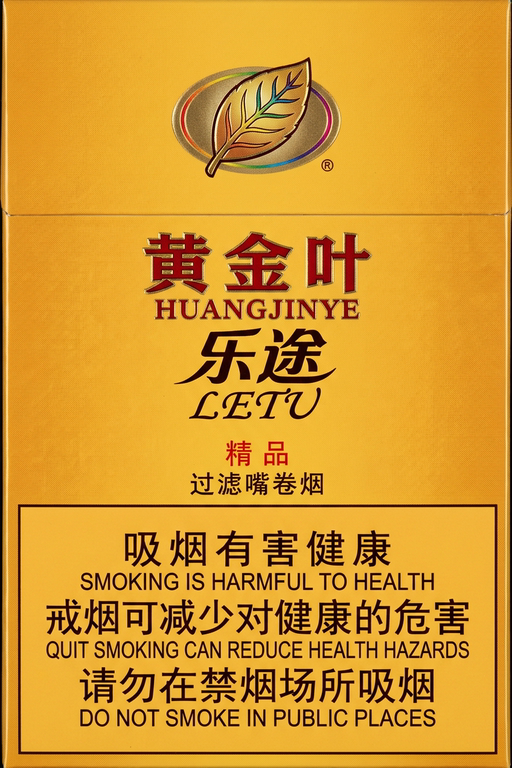 ®
黄金叶
HUANGJINYE
乐途
LETU
精品
过滤嘴卷烟
吸烟有害健康
SMOKING IS HARMFUL TO HEALTH
戒烟可减少对健康的危害
QUIT SMOKING CAN REDUCE HEALTH HAZARDS
请勿在禁烟场所吸烟
DO NOT SMOKE IN PUBLIC PLACES